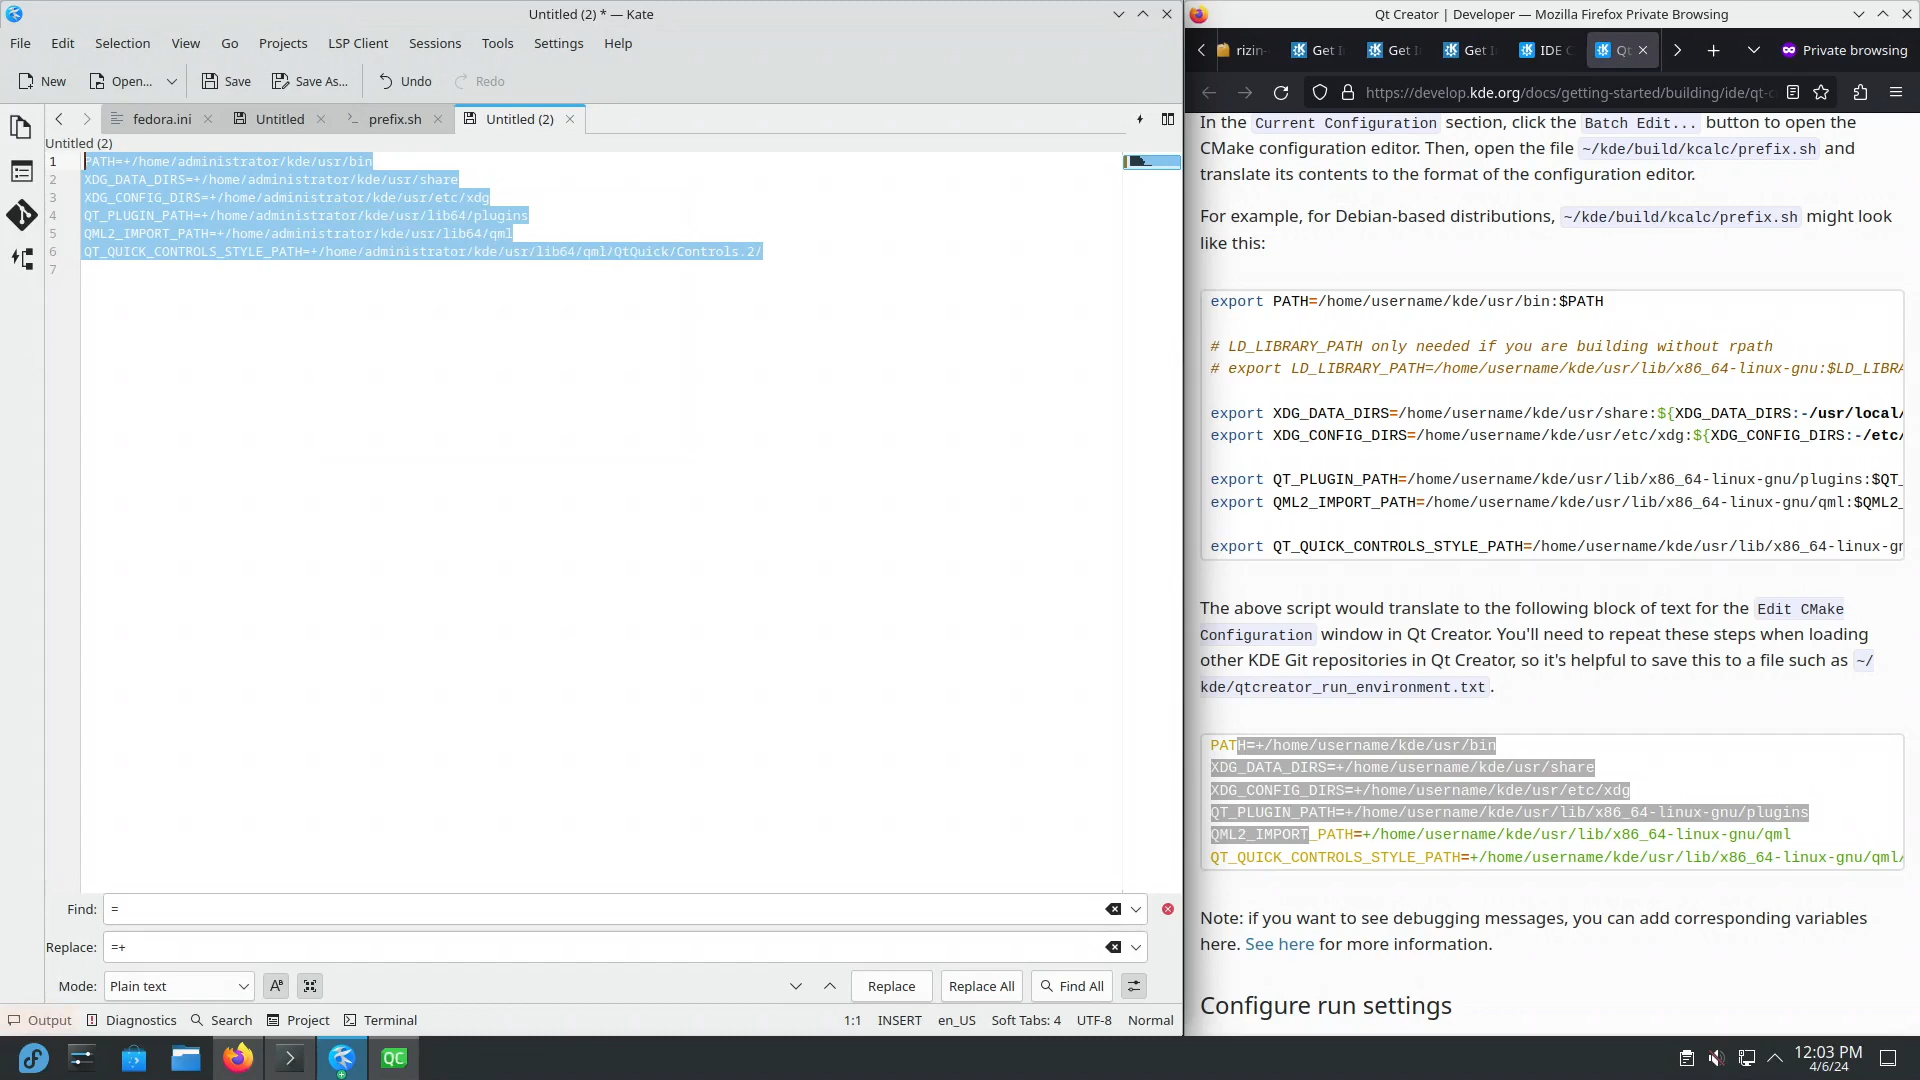 Untitled (2) * — Kate
File Edit Selection View Go Projects LSP Client Sessions Tools Settings Help
New Open... Save Save As... Undo Redo
fedora.ini Untitled prefix.sh Untitled (2)
Untitled (2)
1 PATH=+/home/administrator/kde/usr/bin
2 XDG_DATA_DIRS=+/home/administrator/kde/usr/share
3 XDG_CONFIG_DIRS=+/home/administrator/kde/usr/etc/xdg
4 QT_PLUGIN_PATH=+/home/administrator/kde/usr/lib64/plugins
5 QML2_IMPORT_PATH=+/home/administrator/kde/usr/lib64/qml
6 QT_QUICK_CONTROLS_STYLE_PATH=+/home/administrator/kde/usr/lib64/qml/QtQuick/Controls.2/
7
Find: =
Replace: =+
Mode: Plain text Replace Replace All Find All
Output Diagnostics Search Project Terminal 1:1 INSERT en_US Soft Tabs: 4 UTF-8 Normal
Qt Creator | Developer — Mozilla Firefox Private Browsing
rizin- Get I Get I Get I IDE C Qt Private browsing
https://develop.kde.org/docs/getting-started/building/ide/qt-c
In the Current Configuration section, click the Batch Edit... button to open the
CMake configuration editor. Then, open the file ~/kde/build/kcalc/prefix.sh and
translate its contents to the format of the configuration editor.
For example, for Debian-based distributions, ~/kde/build/kcalc/prefix.sh might look
like this:
export PATH=/home/username/kde/usr/bin:$PATH
# LD_LIBRARY_PATH only needed if you are building without rpath
# export LD_LIBRARY_PATH=/home/username/kde/usr/lib/x86_64-linux-gnu:$LD_LIBRA
export XDG_DATA_DIRS=/home/username/kde/usr/share:${XDG_DATA_DIRS:-/usr/local/
export XDG_CONFIG_DIRS=/home/username/kde/usr/etc/xdg:${XDG_CONFIG_DIRS:-/etc/
export QT_PLUGIN_PATH=/home/username/kde/usr/lib/x86_64-linux-gnu/plugins:$QT_
export QML2_IMPORT_PATH=/home/username/kde/usr/lib/x86_64-linux-gnu/qml:$QML2_
export QT_QUICK_CONTROLS_STYLE_PATH=/home/username/kde/usr/lib/x86_64-linux-gn
The above script would translate to the following block of text for the Edit CMake
Configuration window in Qt Creator. You'll need to repeat these steps when loading
other KDE Git repositories in Qt Creator, so it's helpful to save this to a file such as ~/
kde/qtcreator_run_environment.txt.
PATH=+/home/username/kde/usr/bin
XDG_DATA_DIRS=+/home/username/kde/usr/share
XDG_CONFIG_DIRS=+/home/username/kde/usr/etc/xdg
QT_PLUGIN_PATH=+/home/username/kde/usr/lib/x86_64-linux-gnu/plugins
QML2_IMPORT_PATH=+/home/username/kde/usr/lib/x86_64-linux-gnu/qml
QT_QUICK_CONTROLS_STYLE_PATH=+/home/username/kde/usr/lib/x86_64-linux-gnu/qml/
Note: if you want to see debugging messages, you can add corresponding variables
here. See here for more information.
Configure run settings
QC
12:03 PM
4/6/24